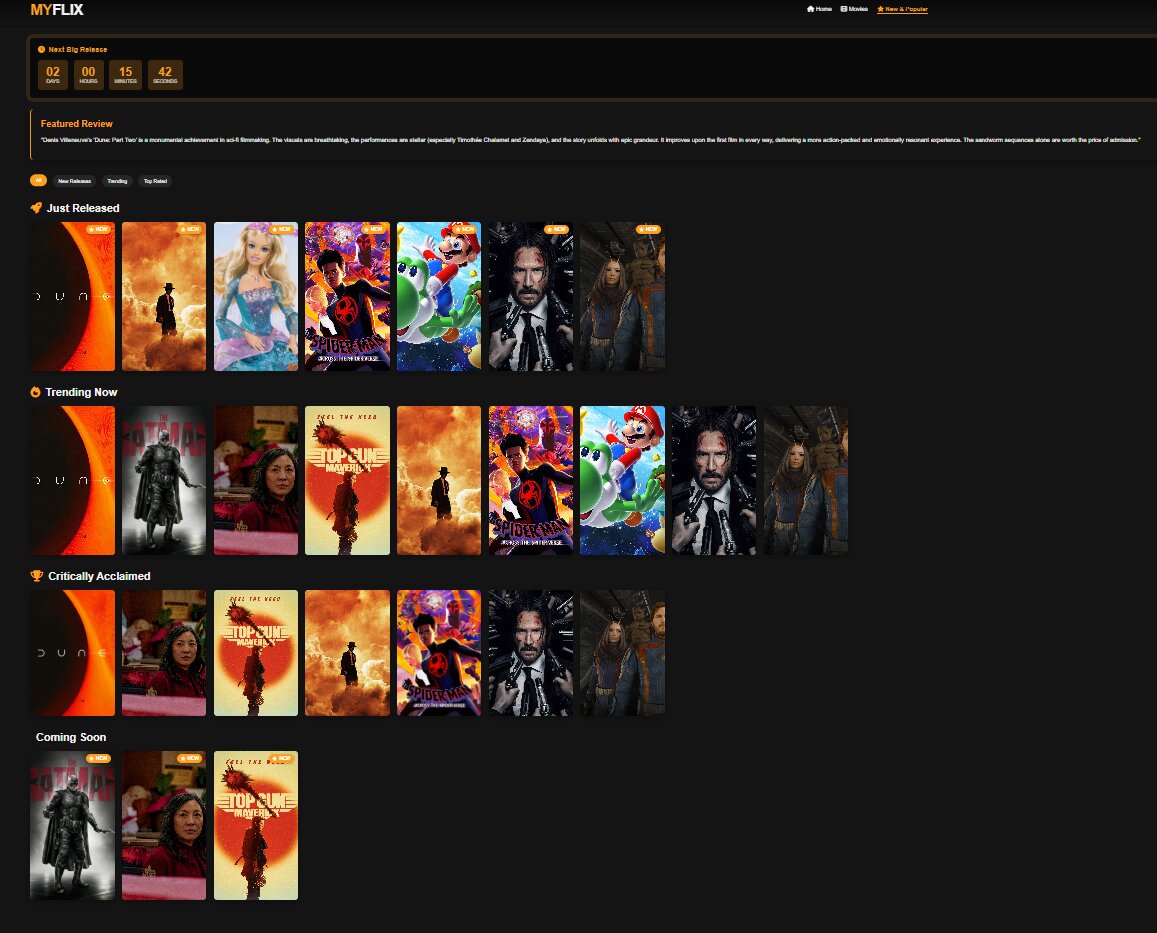 MYFLIX
Home Movies New & Popular
Next Big Release
02 00 15 42
DAYS HOURS MINUTES SECONDS
Featured Review
"Denis Villeneuve's 'Dune: Part Two' is a monumental achievement in sci-fi filmmaking. The visuals are breathtaking, the performances are stellar (especially Timothée Chalamet and Zendaya), and the story unfolds with epic grandeur. It improves upon the first film in every way, delivering a more action-packed and emotionally resonant experience. The sandworm sequences alone are worth the price of admission."
All New Releases Trending Top Rated
Just Released
NEW NEW NEW NEW NEW NEW NEW
DUNE
SPIDER-MAN
ACROSS THE SPIDER-VERSE
Trending Now
DUNE
THE
BATMAN
FEEL THE NEED
TOP GUN
MAVERICK
SPIDER-MAN
ACROSS THE SPIDER-VERSE
Critically Acclaimed
DUNE
FEEL THE NEED
TOP GUN
MAVERICK
SPIDER-MAN
ACROSS THE SPIDER-VERSE
Coming Soon
NEW NEW NEW
THE
BATMAN
FEEL THE
TOP GUN
MAVERICK